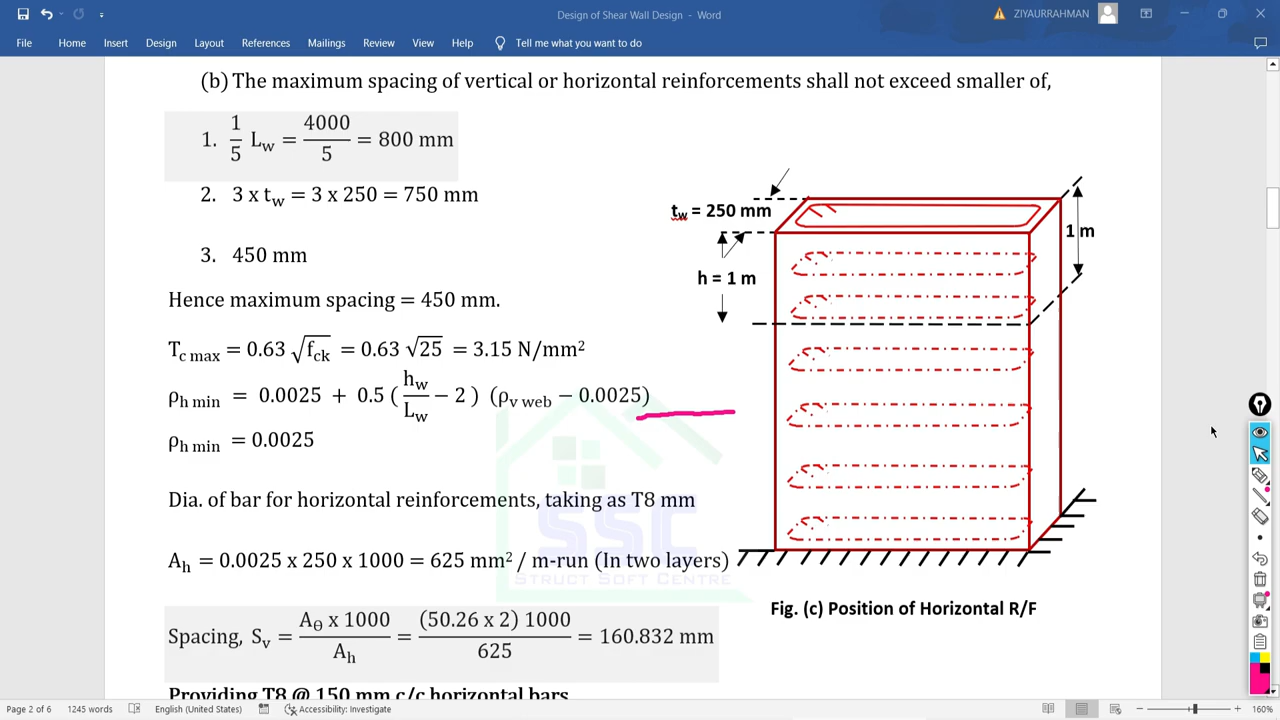 Design of Shear Wall Design - Word
ZIYAURRAHMAN
File Home Insert Design Layout References Mailings Review View Help Tell me what you want to do
(b) The maximum spacing of vertical or horizontal reinforcements shall not exceed smaller of,
1. 1/5 Lw = 4000/5 = 800 mm
2. 3 x tw = 3 x 250 = 750 mm
3. 450 mm
Hence maximum spacing = 450 mm.
Tc max = 0.63 √fck = 0.63 √25 = 3.15 N/mm²
ρh min = 0.0025 + 0.5 (hw/Lw − 2) (ρv web − 0.0025)
ρh min = 0.0025
Dia. of bar for horizontal reinforcements, taking as T8 mm
Ah = 0.0025 x 250 x 1000 = 625 mm² / m-run (In two layers)
Spacing, Sv = AΘ x 1000/Ah = (50.26 x 2) 1000/625 = 160.832 mm
Providing T8 @ 150 mm c/c horizontal bars
tw = 250 mm
1 m
h = 1 m
Fig. (c) Position of Horizontal R/F
SSC
STRUCT SOFT CENTRE
Page 2 of 6 1245 words English (United States) Accessibility: Investigate 160%